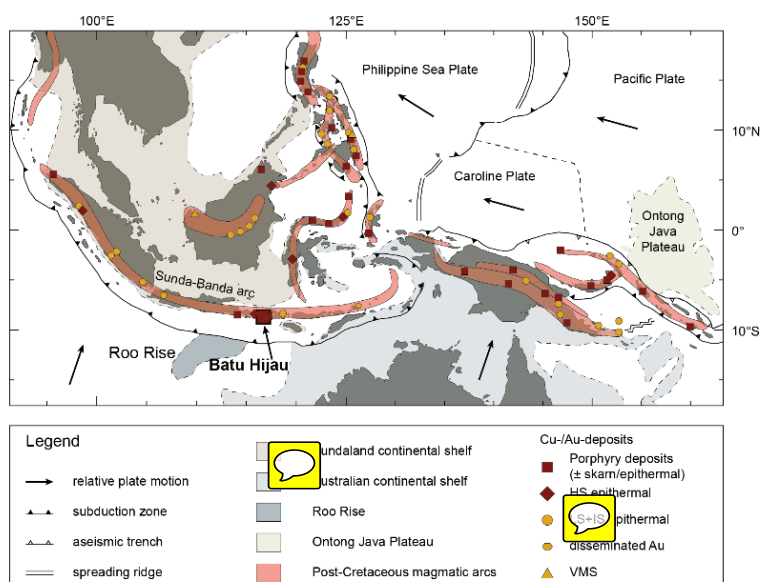 100°E 125°E 150°E
Philippine Sea Plate
Pacific Plate
10°N
Caroline Plate
Ontong
Java
Plateau
0°
Sunda-Banda arc
10°S
Roo Rise
Batu Hijau
Legend
relative plate motion
subduction zone
aseismic trench
spreading ridge
undaland continental shelf
ustralian continental shelf
Roo Rise
Ontong Java Plateau
Post-Cretaceous magmatic arcs
Cu-/Au-deposits
Porphyry deposits
(± skarn/epithermal)
HS epithermal
S+IS epithermal
disseminated Au
VMS